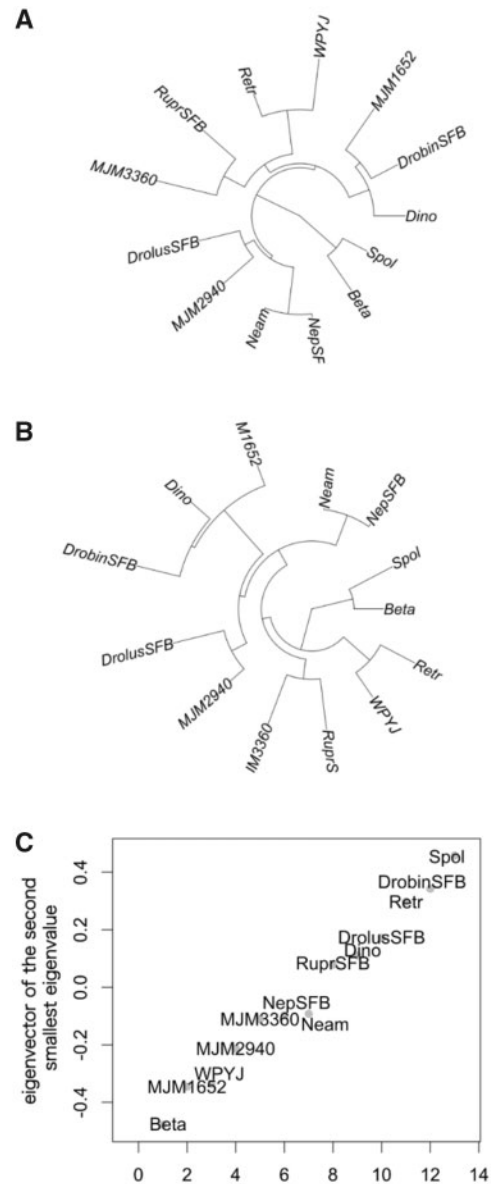 A
WPYJ
Retr
MJM1652
RuprSFB
DrobinSFB
MJM3360
Dino
DrolusSFB
Spol
MJM2940
Beta
Neam
NepSF
B
M1652
Neam
NepSFB
Dino
DrobinSFB
Spol
Beta
DrolusSFB
Retr
MJM2940
WPYJ
IM3360
RuprS
C
eigenvector of the second
smallest eigenvalue
0.4
0.2
0.0
-0.2
-0.4
Spol
DrobinSFB
Retr
DrolusSFB
Dino
RuprSFB
NepSFB
MJM3360
Neam
MJM2940
WPYJ
MJM1652
Beta
0 2 4 6 8 10 12 14